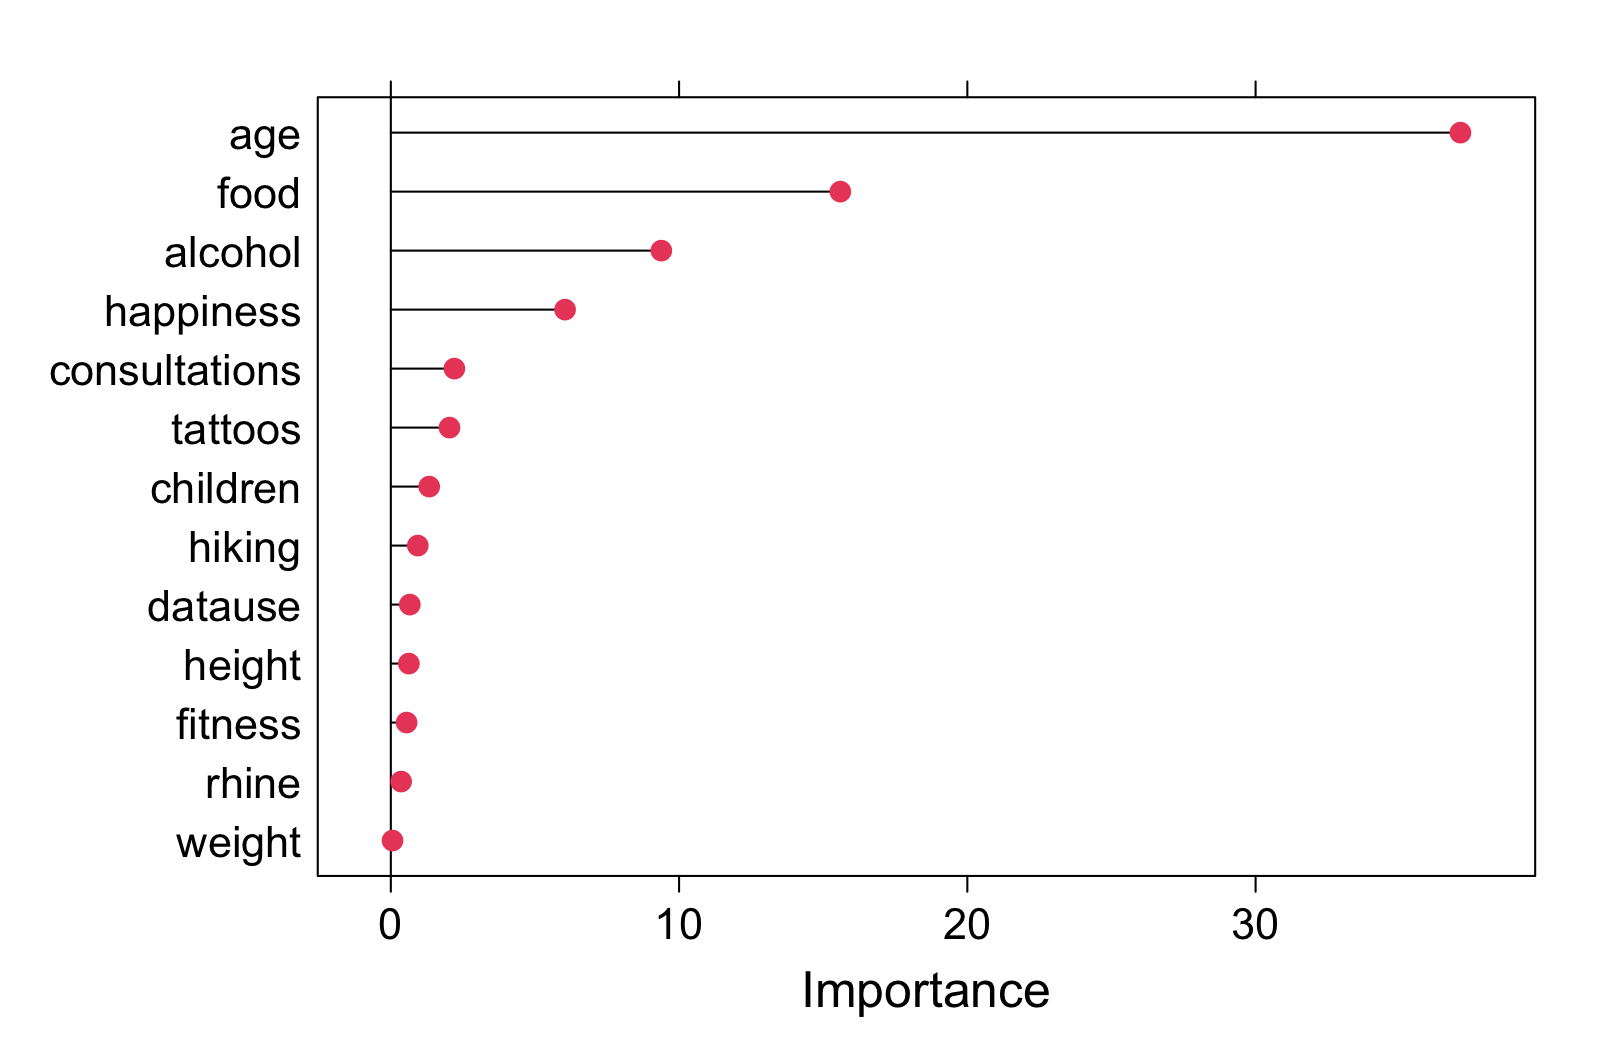 age
food
alcohol
happiness
consultations
tattoos
children
hiking
datause
height
fitness
rhine
weight
0 10 20 30
Importance